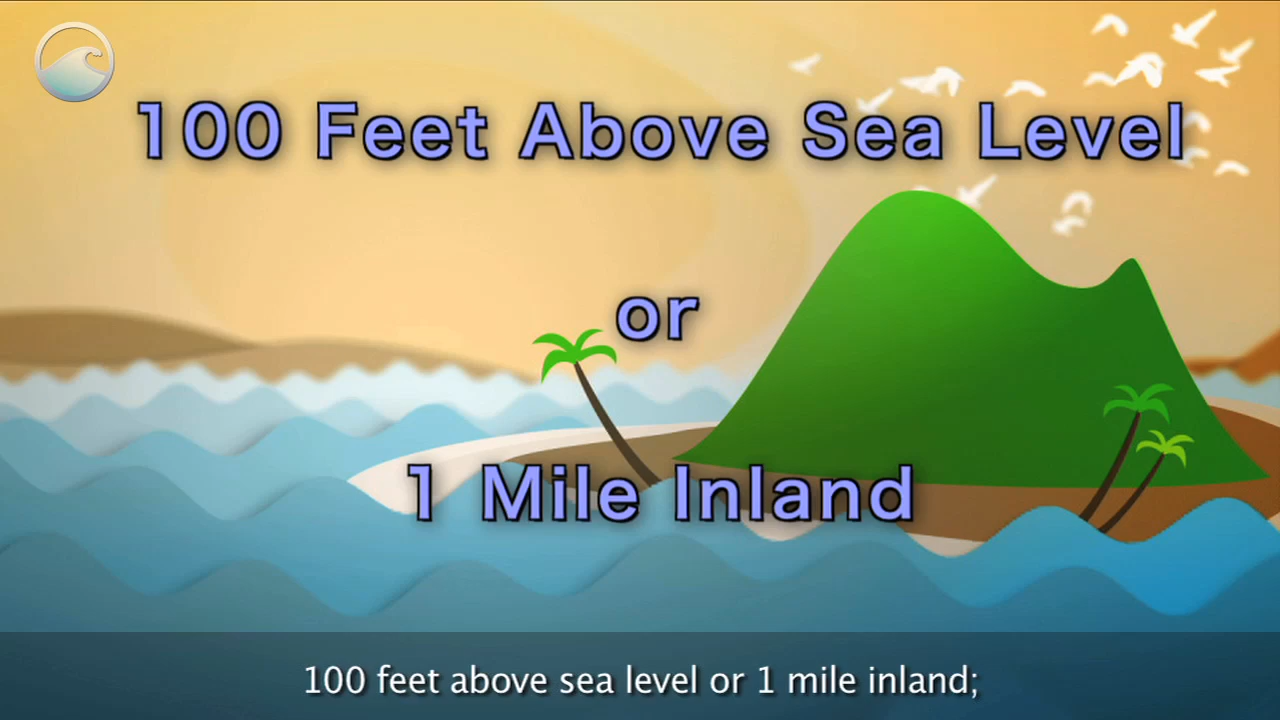 100 Feet Above Sea Level
or
1 Mile Inland
100 feet above sea level or 1 mile inland;